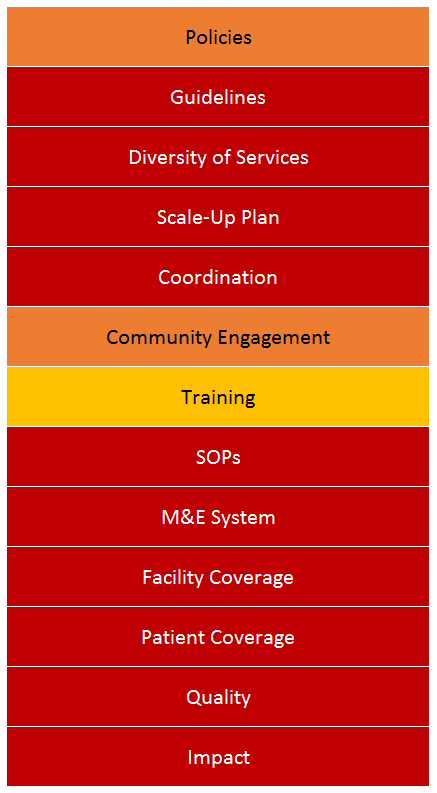 Policies
Guidelines
Diversity of Services
Scale-Up Plan
Coordination
Community Engagement
Training
SOPs
M&E System
Facility Coverage
Patient Coverage
Quality
Impact